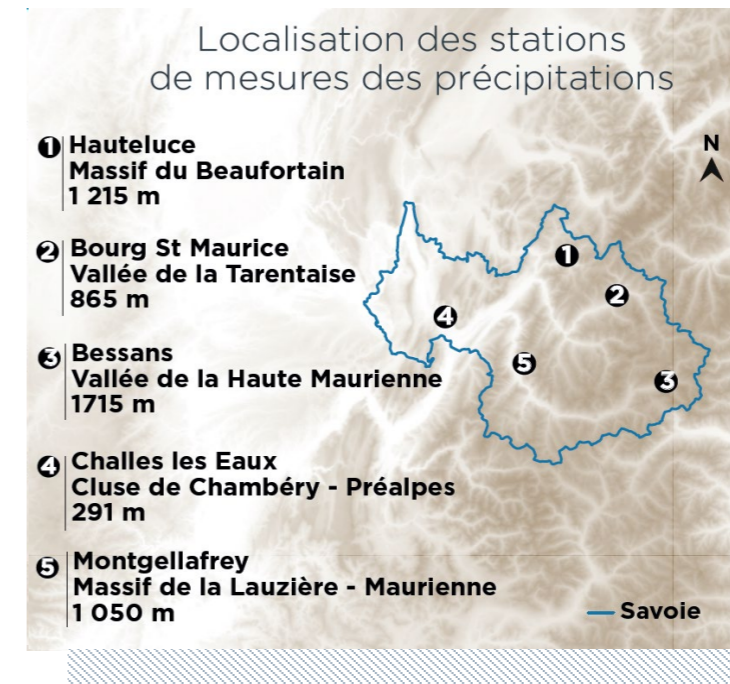 Localisation des stations
de mesures des précipitations
N
1 Hauteluce
Massif du Beaufortain
1 215 m
2 Bourg St Maurice
Vallée de la Tarentaise
865 m
3 Bessans
Vallée de la Haute Maurienne
1715 m
4 Challes les Eaux
Cluse de Chambéry - Préalpes
291 m
5 Montgellafrey
Massif de la Lauzière - Maurienne
1 050 m
1
2
4
5
3
Savoie